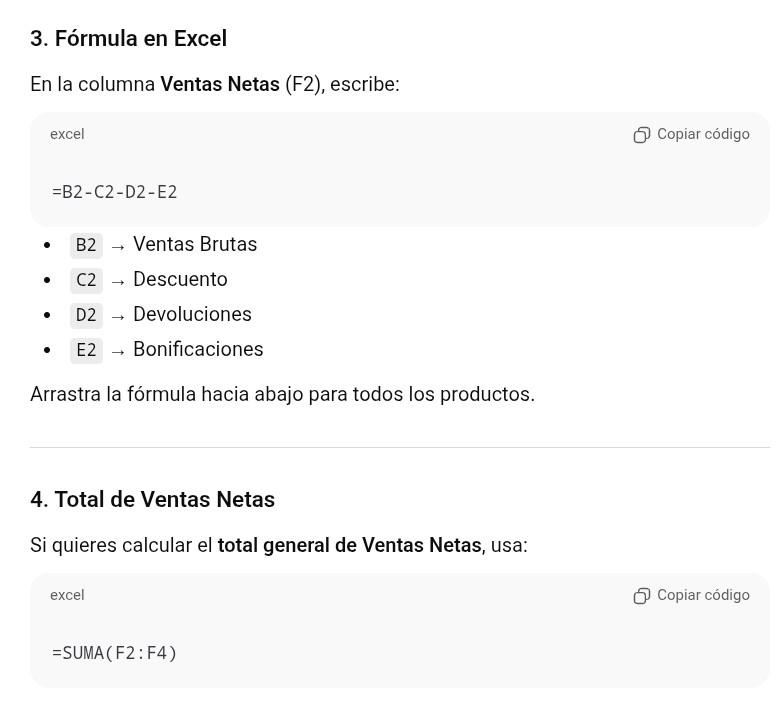 3. Fórmula en Excel
En la columna Ventas Netas (F2), escribe:
excel
Copiar código
=B2-C2-D2-E2
• B2 → Ventas Brutas
• C2 → Descuento
• D2 → Devoluciones
• E2 → Bonificaciones
Arrastra la fórmula hacia abajo para todos los productos.
4. Total de Ventas Netas
Si quieres calcular el total general de Ventas Netas, usa:
excel
Copiar código
=SUMA(F2:F4)